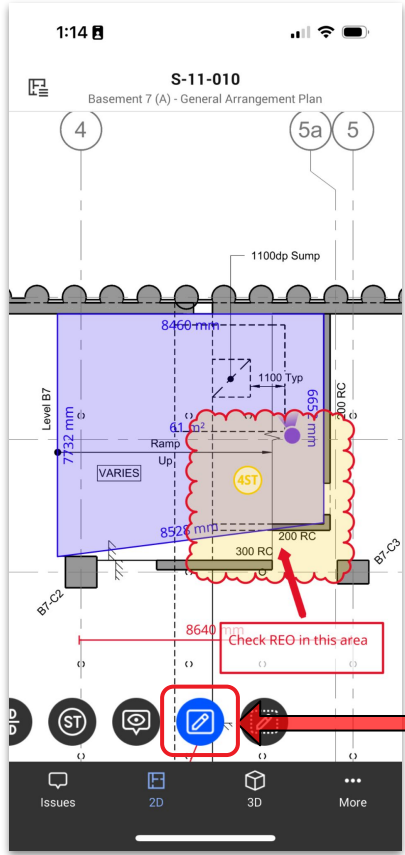 1:14
S-11-010
Basement 7 (A) - General Arrangement Plan
4
5a
5
1100dp Sump
8460 mm
1100 Typ
Level B7
7732 mm
200 RC
61 m²
Ramp
Up
VARIES
4ST
8528 mm
200 RC
300 RC
B7-C2
B7-C3
8640 mm
Check REO in this area
ST
Issues
2D
3D
More